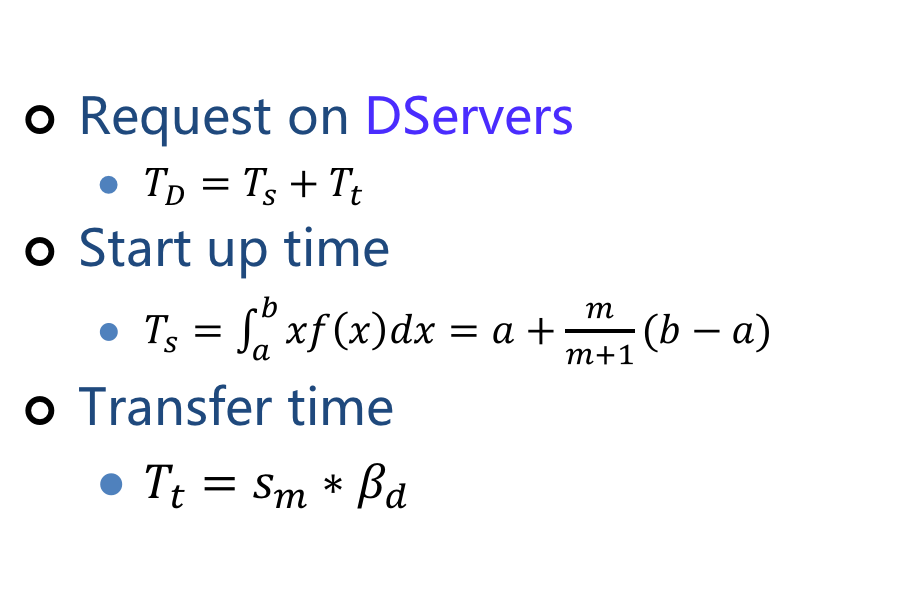 Request on DServers
T_D = T_s + T_t
Start up time
T_s = ∫_a^b xf(x)dx = a + \frac{m}{m+1}(b − a)
Transfer time
T_t = s_m * β_d